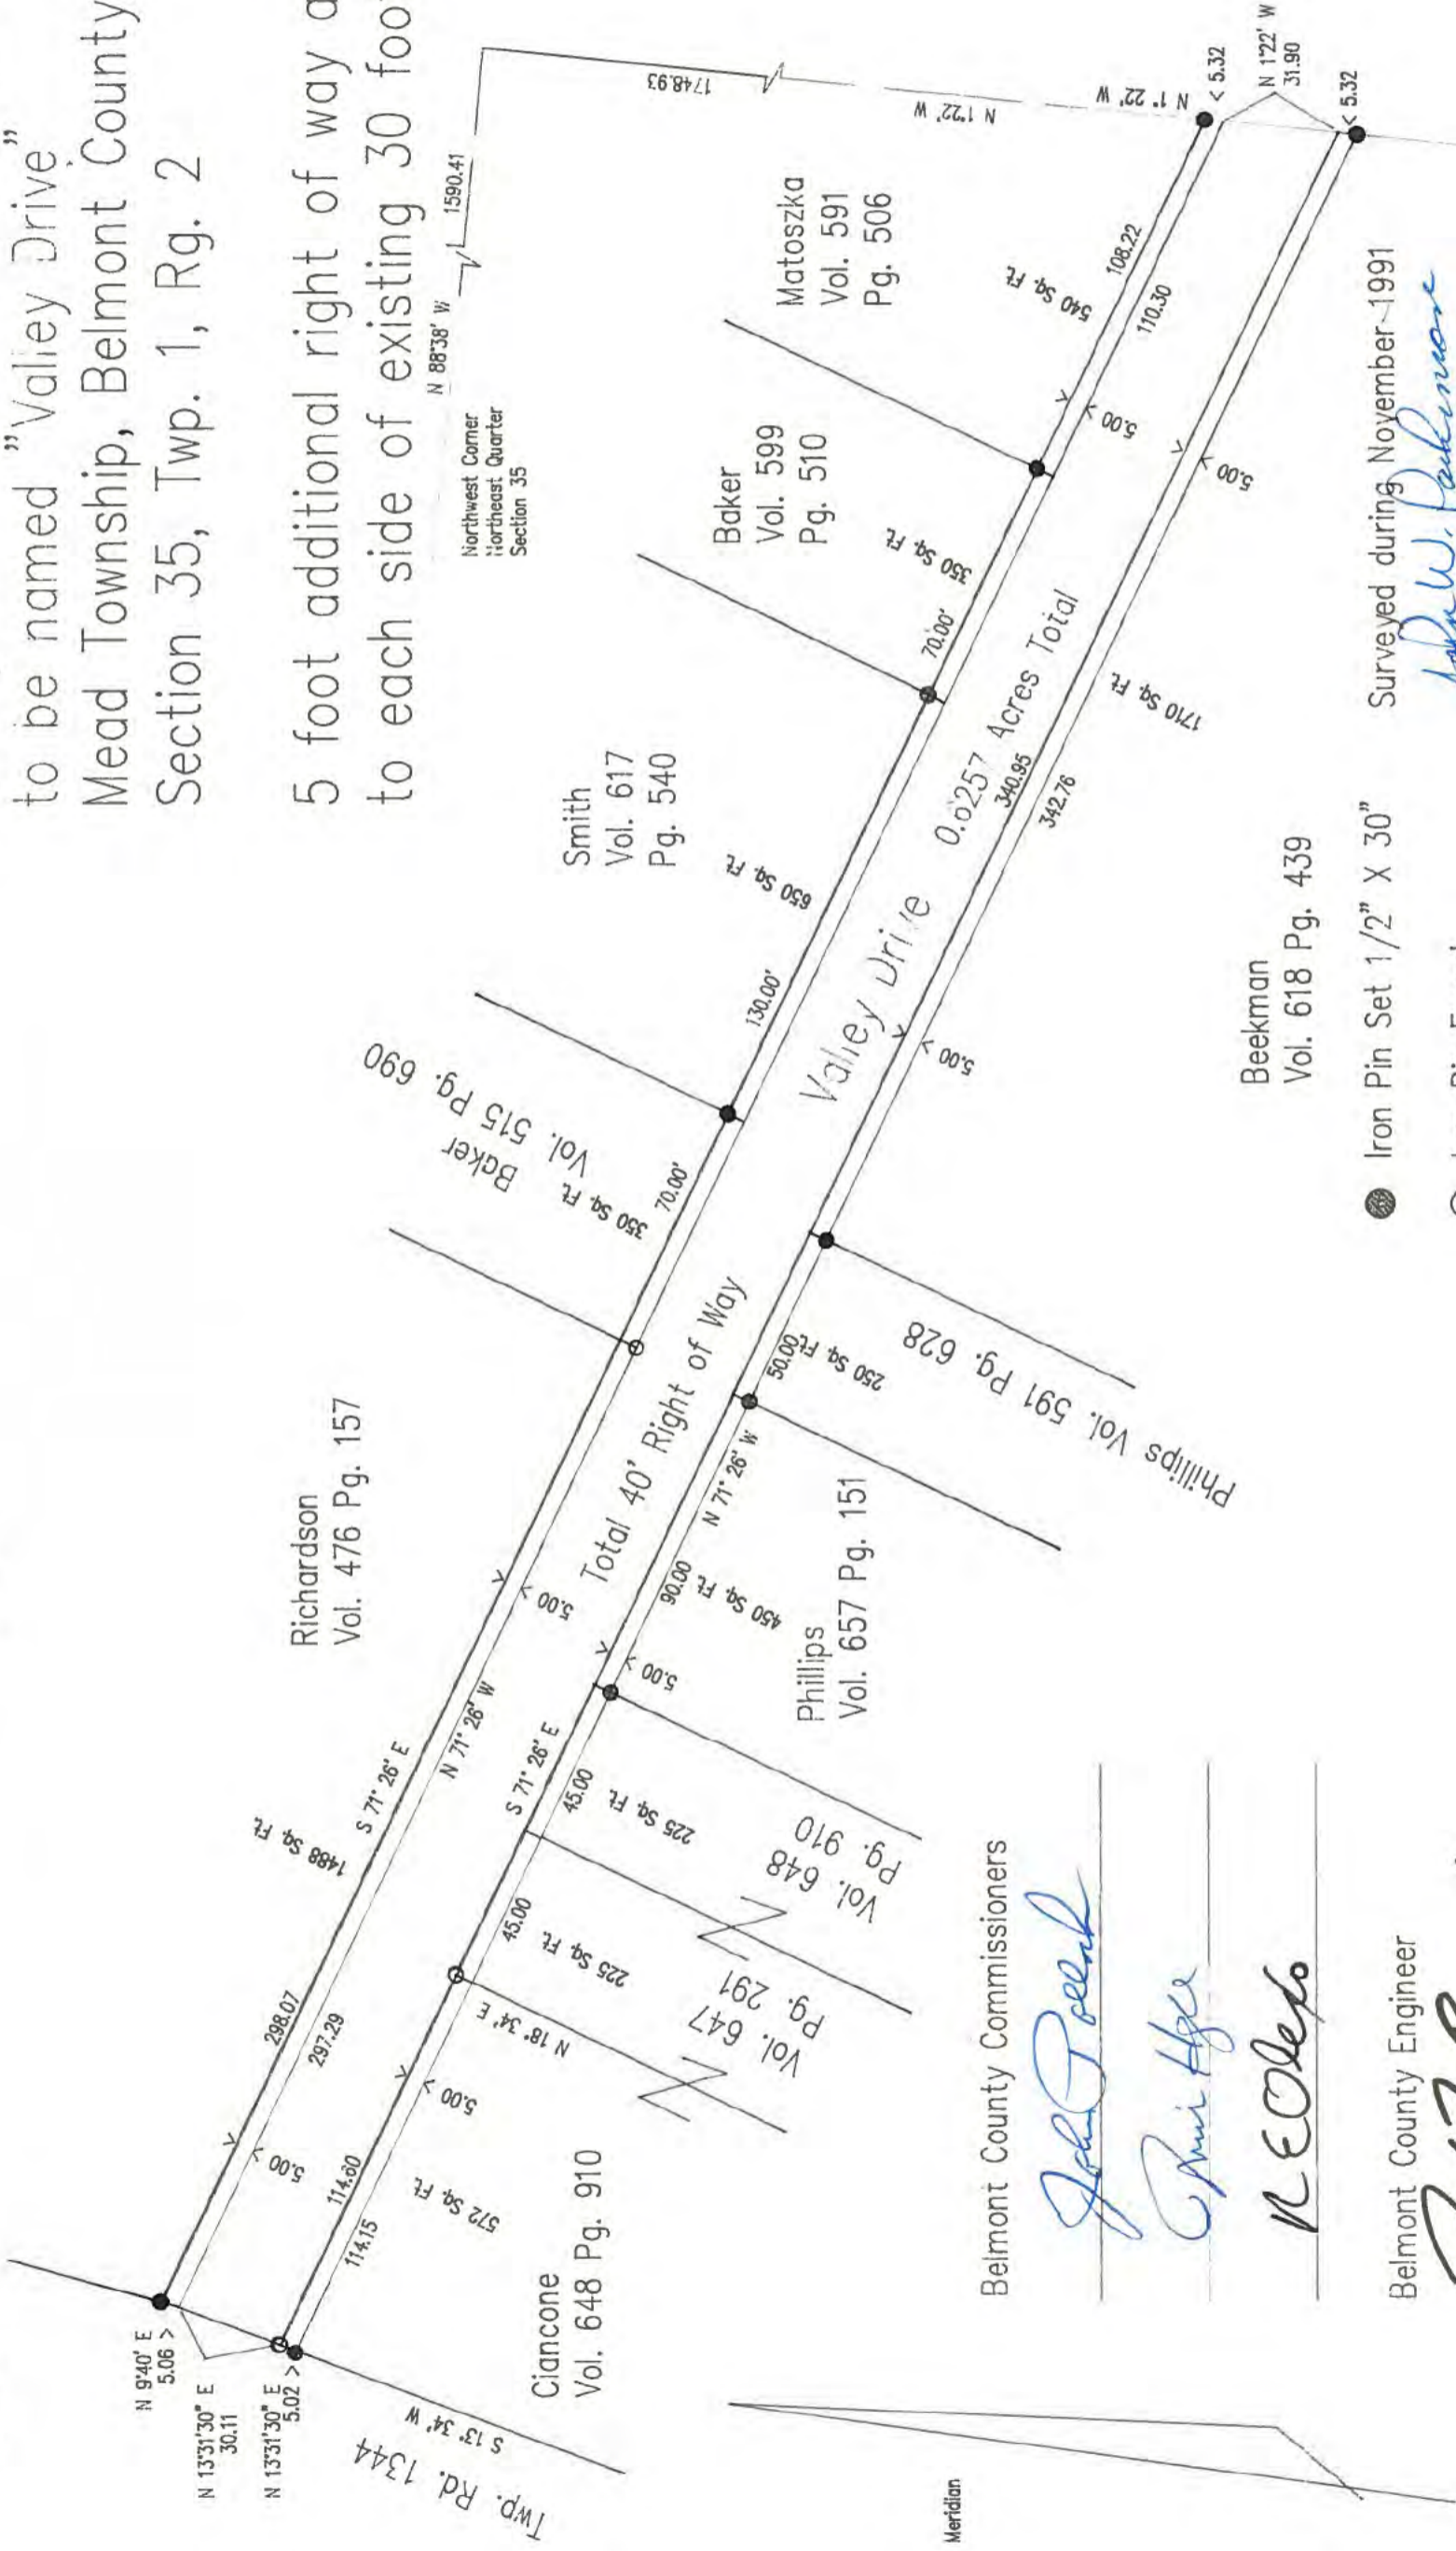 to be named "Valley Drive"
Mead Township, Belmont County
Section 35, Twp. 1, Rg. 2
5 foot additional right of way
to each side of existing 30 foot
N 88°38' W
1590.41
1748.93
N 1°22' W
N 1° 22' W
< 5.32
N 1°22' W
31.90
< 5.32
Northwest Corner
Northeast Quarter
Section 35
Matoszka
Vol. 591
Pg. 506
540 Sq. Ft.
108.22
110.30
5.00
5.00
Baker
Vol. 599
Pg. 510
350 Sq. Ft.
70.00'
Smith
Vol. 617
Pg. 540
650 Sq. Ft.
130.00'
Baker
Vol. 515 Pg. 690
350 Sq. Ft.
70.00'
Richardson
Vol. 476 Pg. 157
1488 Sq. Ft.
S 71° 26' E
N 71° 26' W
298.07
297.29
5.00
5.00
Total 40' Right of Way
Valley Drive
0.6257 Acres Total
340.95
342.76
1710 Sq. Ft.
5.00
Beekman
Vol. 618 Pg. 439
50.00
250 Sq. Ft.
Phillips Vol. 591 Pg. 628
N 71° 26' W
90.00
450 Sq. Ft.
5.00
Phillips
Vol. 657 Pg. 151
S 71° 26' E
45.00
225 Sq. Ft.
Vol. 648
Pg. 910
45.00
225 Sq. Ft.
Vol. 647
Pg. 291
N 18° 34' E
5.00
114.60
114.15
572 Sq. Ft.
Ciancone
Vol. 648 Pg. 910
N 9°40' E
5.06 >
N 13°31'30" E
30.11
N 13°31'30" E
5.02 >
S 13° 34' W
Twp. Rd. 1344
Meridian
Belmont County Commissioners
Belmont County Engineer
Iron Pin Set 1/2" X 30"
Surveyed during November 1991